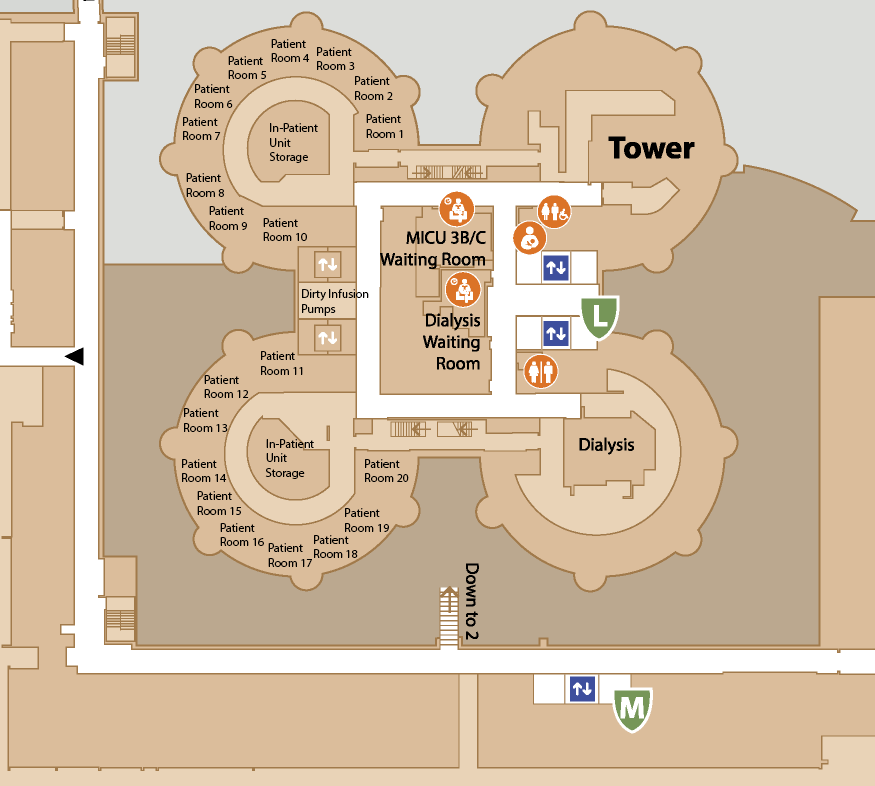 Patient
Room 4
Patient
Room 3
Patient
Room 5
Patient
Room 2
Patient
Room 6
Patient
Room 1
Patient
Room 7
In-Patient
Unit
Storage
Tower
Patient
Room 8
Patient
Room 9
Patient
Room 10
MICU 3B/C
Waiting Room
Dirty Infusion
Pumps
L
Dialysis
Waiting
Room
Patient
Room 11
Patient
Room 12
Patient
Room 13
In-Patient
Unit
Storage
Dialysis
Patient
Room 14
Patient
Room 20
Patient
Room 15
Patient
Room 19
Patient
Room 16
Patient
Room 18
Patient
Room 17
Down to 2
M